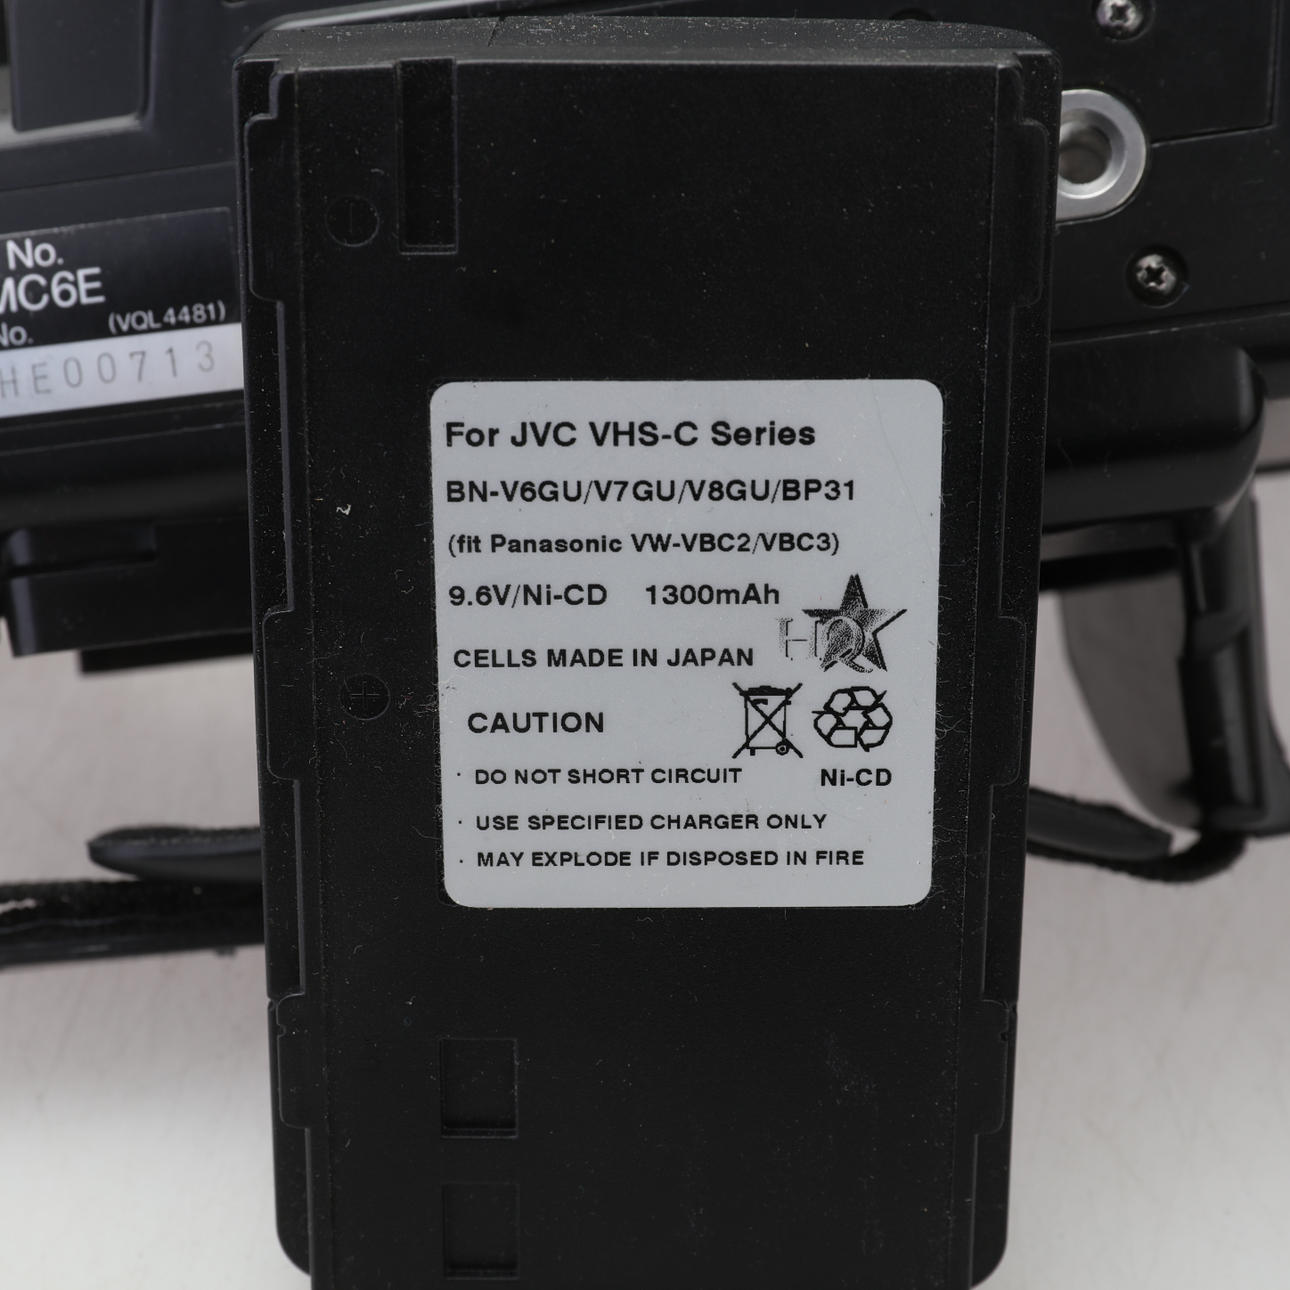 No.
MC6E
No. (VQL4481)
HE00713
For JVC VHS-C Series
BN-V6GU/V7GU/V8GU/BP31
(fit Panasonic VW-VBC2/VBC3)
9.6V/Ni-CD 1300mAh
HQ
CELLS MADE IN JAPAN
CAUTION
· DO NOT SHORT CIRCUIT
Ni-CD
· USE SPECIFIED CHARGER ONLY
· MAY EXPLODE IF DISPOSED IN FIRE